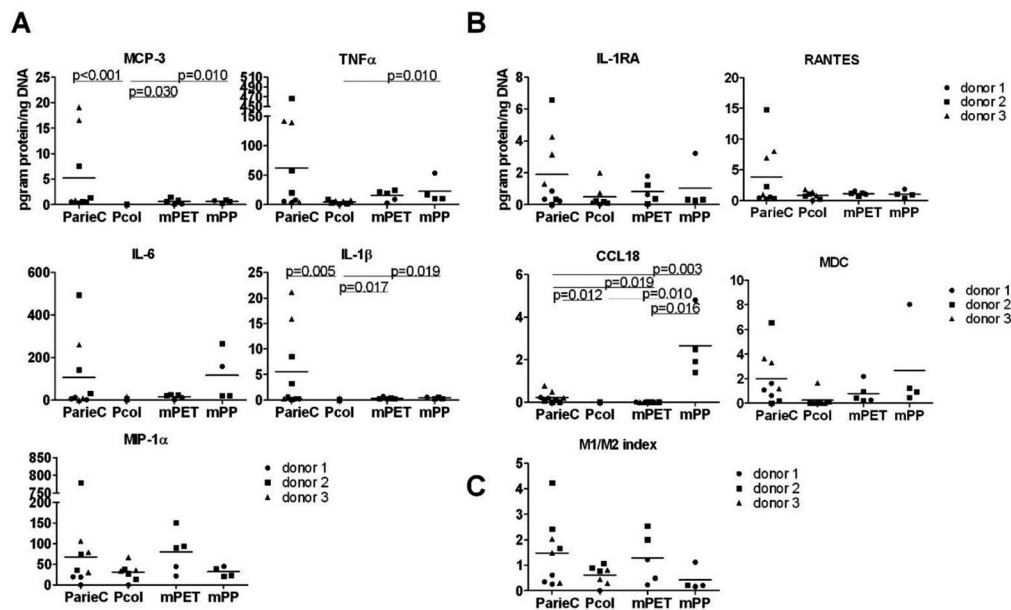 A
MCP-3
pgram protein/ng DNA
25
20
15
10
5
0
p<0.001
p=0.010
p=0.030
ParieC Pcol mPET mPP
TNFα
510
490
470
450
150
100
50
0
p=0.010
ParieC Pcol mPET mPP
IL-6
600
400
200
0
ParieC Pcol mPET mPP
IL-1β
25
20
15
10
5
0
p=0.005
p=0.019
p=0.017
ParieC Pcol mPET mPP
MIP-1α
850
800
750
200
150
100
50
0
ParieC Pcol mPET mPP
donor 1
donor 2
donor 3
B
IL-1RA
pgram protein/ng DNA
8
6
4
2
0
ParieC Pcol mPET mPP
RANTES
20
15
10
5
0
ParieC Pcol mPET mPP
donor 1
donor 2
donor 3
CCL18
6
4
2
0
p=0.003
p=0.019
p=0.012
p=0.010
p=0.016
ParieC Pcol mPET mPP
MDC
10
8
6
4
2
0
ParieC Pcol mPET mPP
donor 1
donor 2
donor 3
C
M1/M2 index
5
4
3
2
1
0
ParieC Pcol mPET mPP
donor 1
donor 2
donor 3